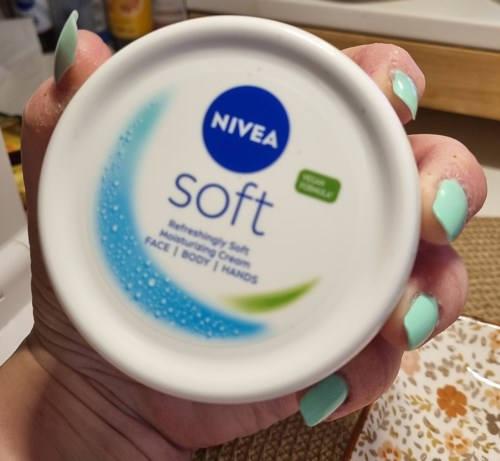 NIVEA
soft
VEGAN
FORMULA
Refreshingly Soft
Moisturizing Cream
FACE | BODY | HANDS